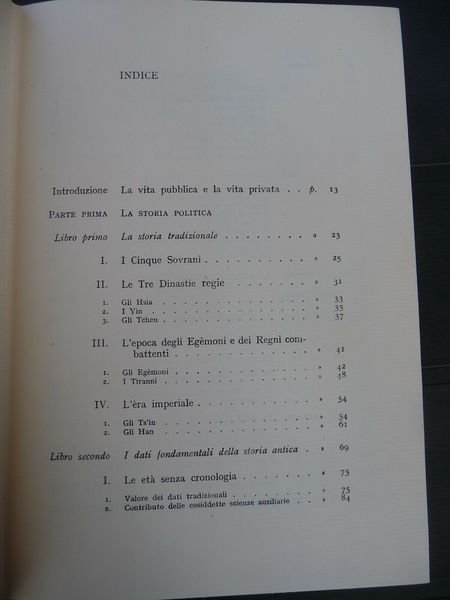 INDICE
Introduzione La vita pubblica e la vita privata . . p. 13
PARTE PRIMA LA STORIA POLITICA
Libro primo La storia tradizionale . . . . . . . . » 23
I. I Cinque Sovrani . . . . . . . . . . » 25
II. Le Tre Dinastie regie . . . . . . . . » 31
1. Gli Hsia . . . . . . . . . . . . . » 33
2. I Yin . . . . . . . . . . . . . . » 35
3. Gli Tcheu . . . . . . . . . . . . » 37
III. L'epoca degli Egèmoni e dei Regni com-
battenti . . . . . . . . . . . . » 41
1. Gli Egèmoni . . . . . . . . . . . » 42
2. I Tiranni . . . . . . . . . . . . » 48
IV. L'èra imperiale . . . . . . . . . . » 54
1. Gli Ts'in . . . . . . . . . . . . » 54
2. Gli Han . . . . . . . . . . . . . » 61
Libro secondo I dati fondamentali della storia antica . » 69
I. Le età senza cronologia . . . . . . . » 75
1. Valore dei dati tradizionali . . . . . . » 75
2. Contributo delle cosiddette scienze ausiliarie . . » 84